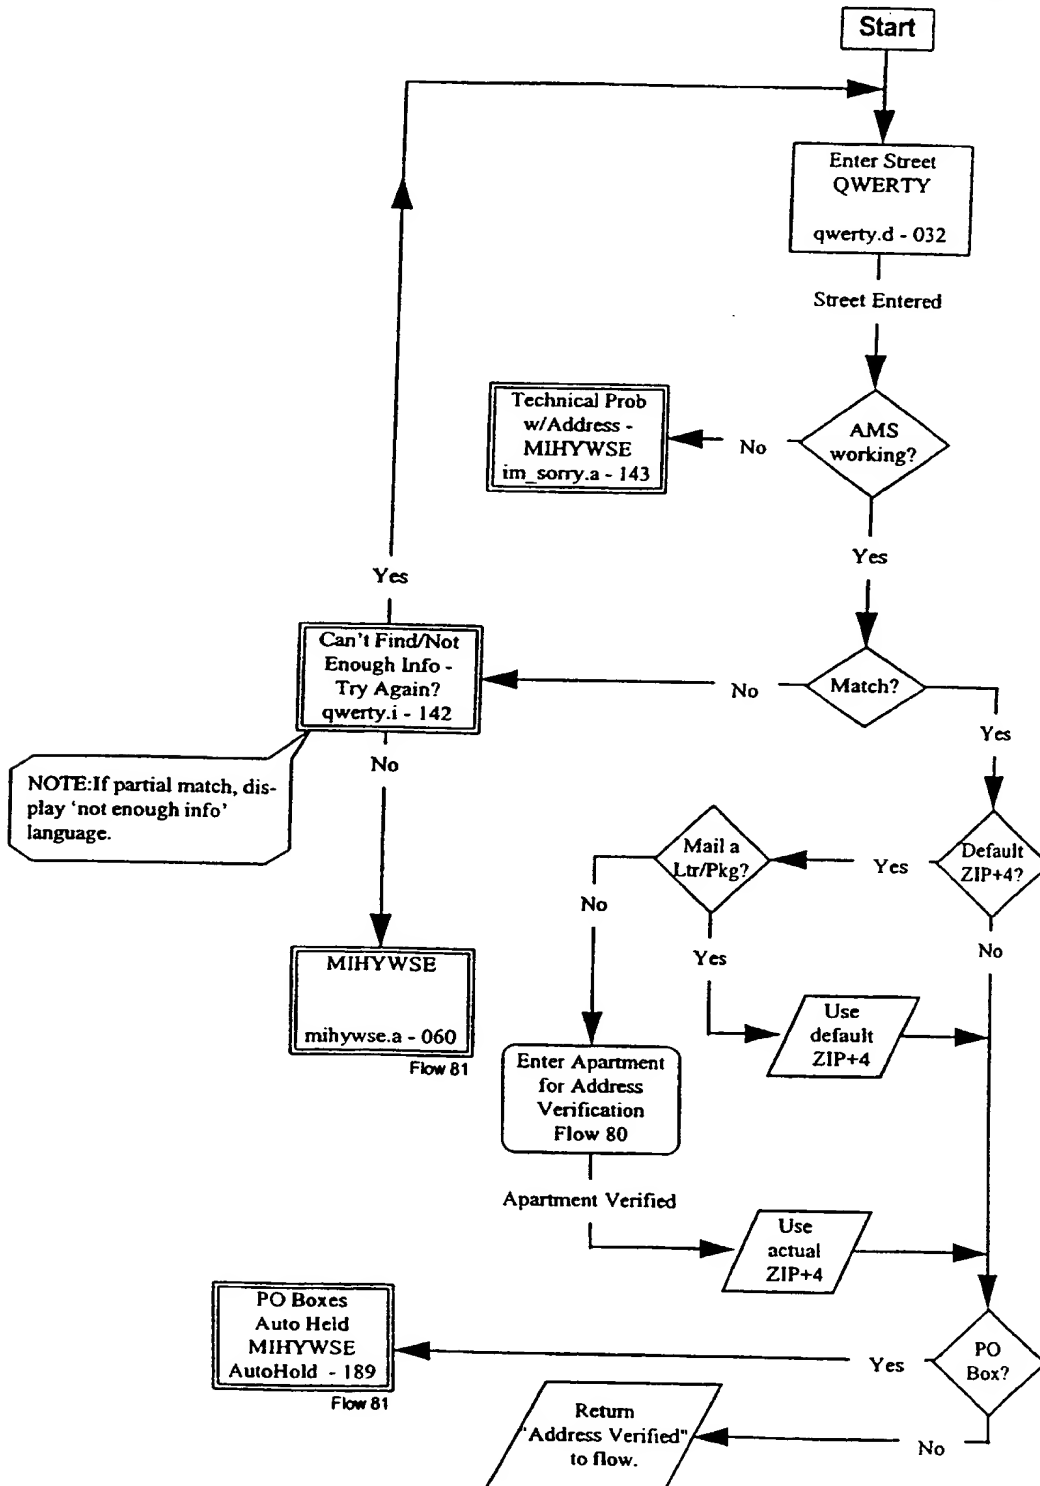 Start
Enter Street
QWERTY
qwerty.d - 032
Street Entered
Technical Prob
w/Address -
MIHYWSE
im_sorry.a - 143
No
AMS
working?
Yes
Yes
Can't Find/Not
Enough Info -
Try Again?
qwerty.i - 142
No
Match?
Yes
No
NOTE:If partial match, dis-
play 'not enough info'
language.
Mail a
Ltr/Pkg?
Yes
Default
ZIP+4?
No
Yes
No
MIHYWSE
mihywse.a - 060
Flow 81
Use
default
ZIP+4
Enter Apartment
for Address
Verification
Flow 80
Apartment Verified
Use
actual
ZIP+4
PO Boxes
Auto Held
MIHYWSE
AutoHold - 189
Flow 81
Yes
PO
Box?
Return
"Address Verified"
to flow.
No